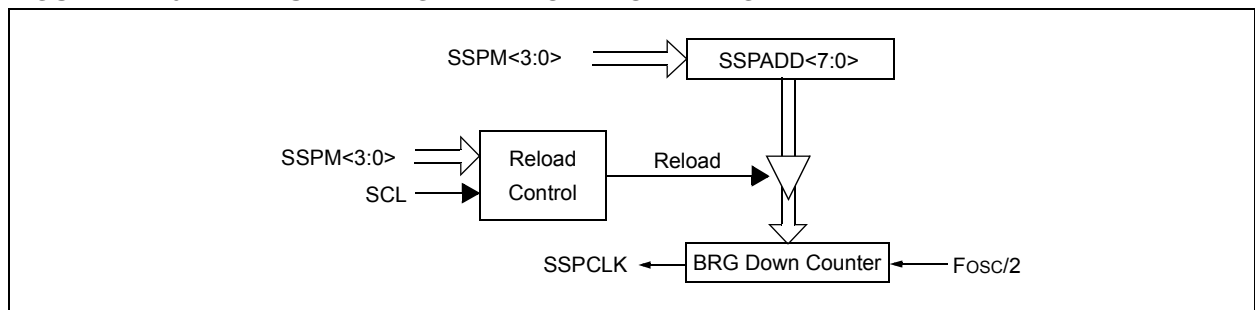 SSPM<3:0>
SSPADD<7:0>
SSPM<3:0>
SCL
Reload
Control
Reload
SSPCLK
BRG Down Counter
FOSC/2